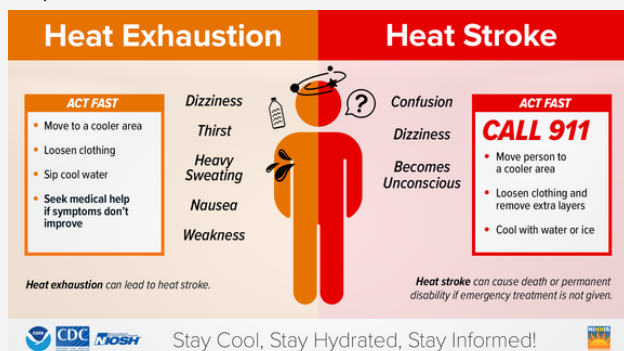 Heat Exhaustion
Heat Stroke
ACT FAST
• Move to a cooler area
• Loosen clothing
• Sip cool water
• Seek medical help
if symptoms don't
improve
Dizziness
Thirst
Heavy
Sweating
Nausea
Weakness
Heat exhaustion can lead to heat stroke.
?
Confusion
Dizziness
Becomes
Unconscious
ACT FAST
CALL 911
• Move person to
a cooler area
• Loosen clothing and
remove extra layers
• Cool with water or ice
Heat stroke can cause death or permanent
disability if emergency treatment is not given.
NOAA
CDC
NIOSH
Stay Cool, Stay Hydrated, Stay Informed!
NIHHIS